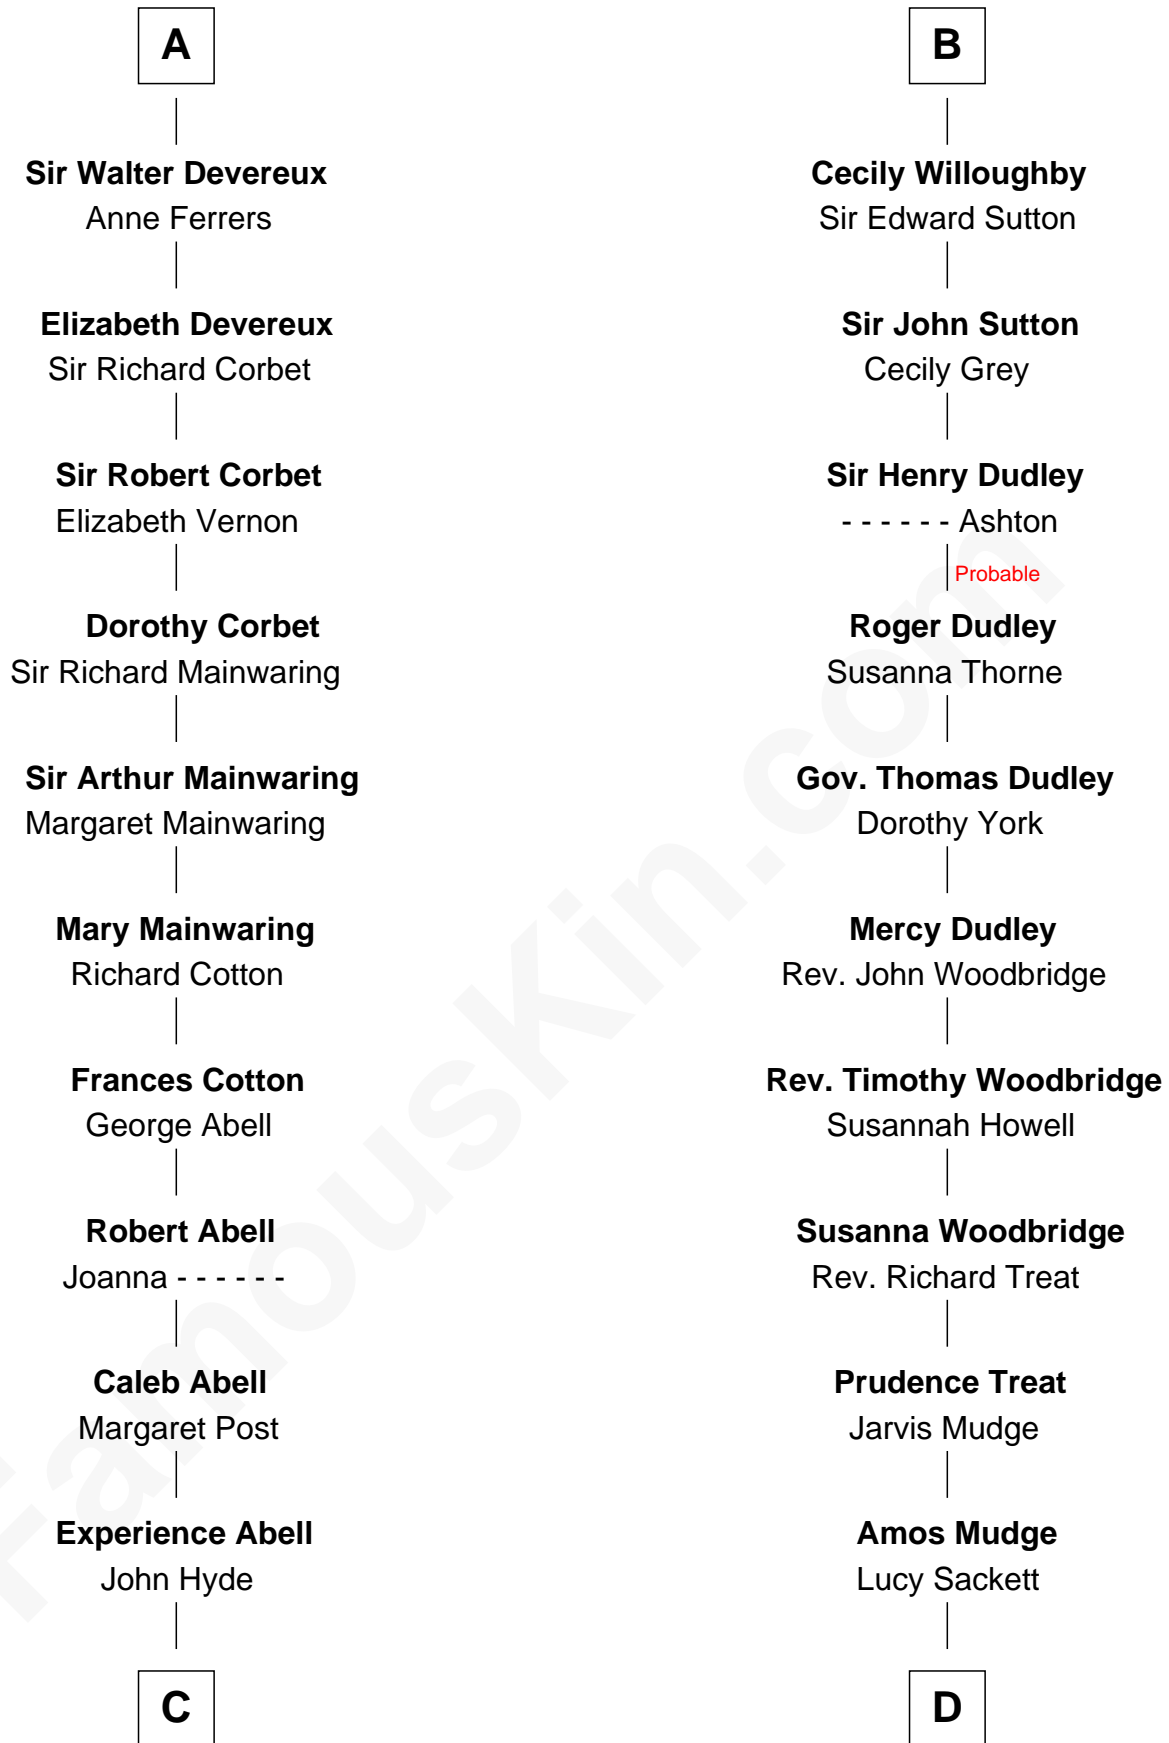 A
Sir Walter Devereux
Anne Ferrers
Elizabeth Devereux
Sir Richard Corbet
Sir Robert Corbet
Elizabeth Vernon
Dorothy Corbet
Sir Richard Mainwaring
Sir Arthur Mainwaring
Margaret Mainwaring
Mary Mainwaring
Richard Cotton
Frances Cotton
George Abell
Robert Abell
Joanna - - - - - -
Caleb Abell
Margaret Post
Experience Abell
John Hyde
C
B
Cecily Willoughby
Sir Edward Sutton
Sir John Sutton
Cecily Grey
Sir Henry Dudley
- - - - - - Ashton
Probable
Roger Dudley
Susanna Thorne
Gov. Thomas Dudley
Dorothy York
Mercy Dudley
Rev. John Woodbridge
Rev. Timothy Woodbridge
Susannah Howell
Susanna Woodbridge
Rev. Richard Treat
Prudence Treat
Jarvis Mudge
Amos Mudge
Lucy Sackett
D
FamousKin.com